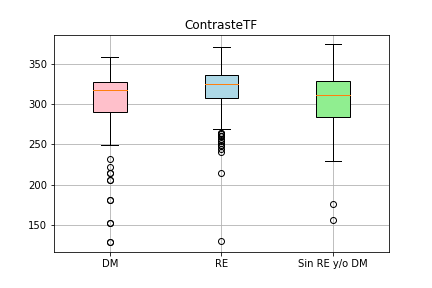 ContrasteTF
350
300
250
200
150
DM
RE
Sin RE y/o DM